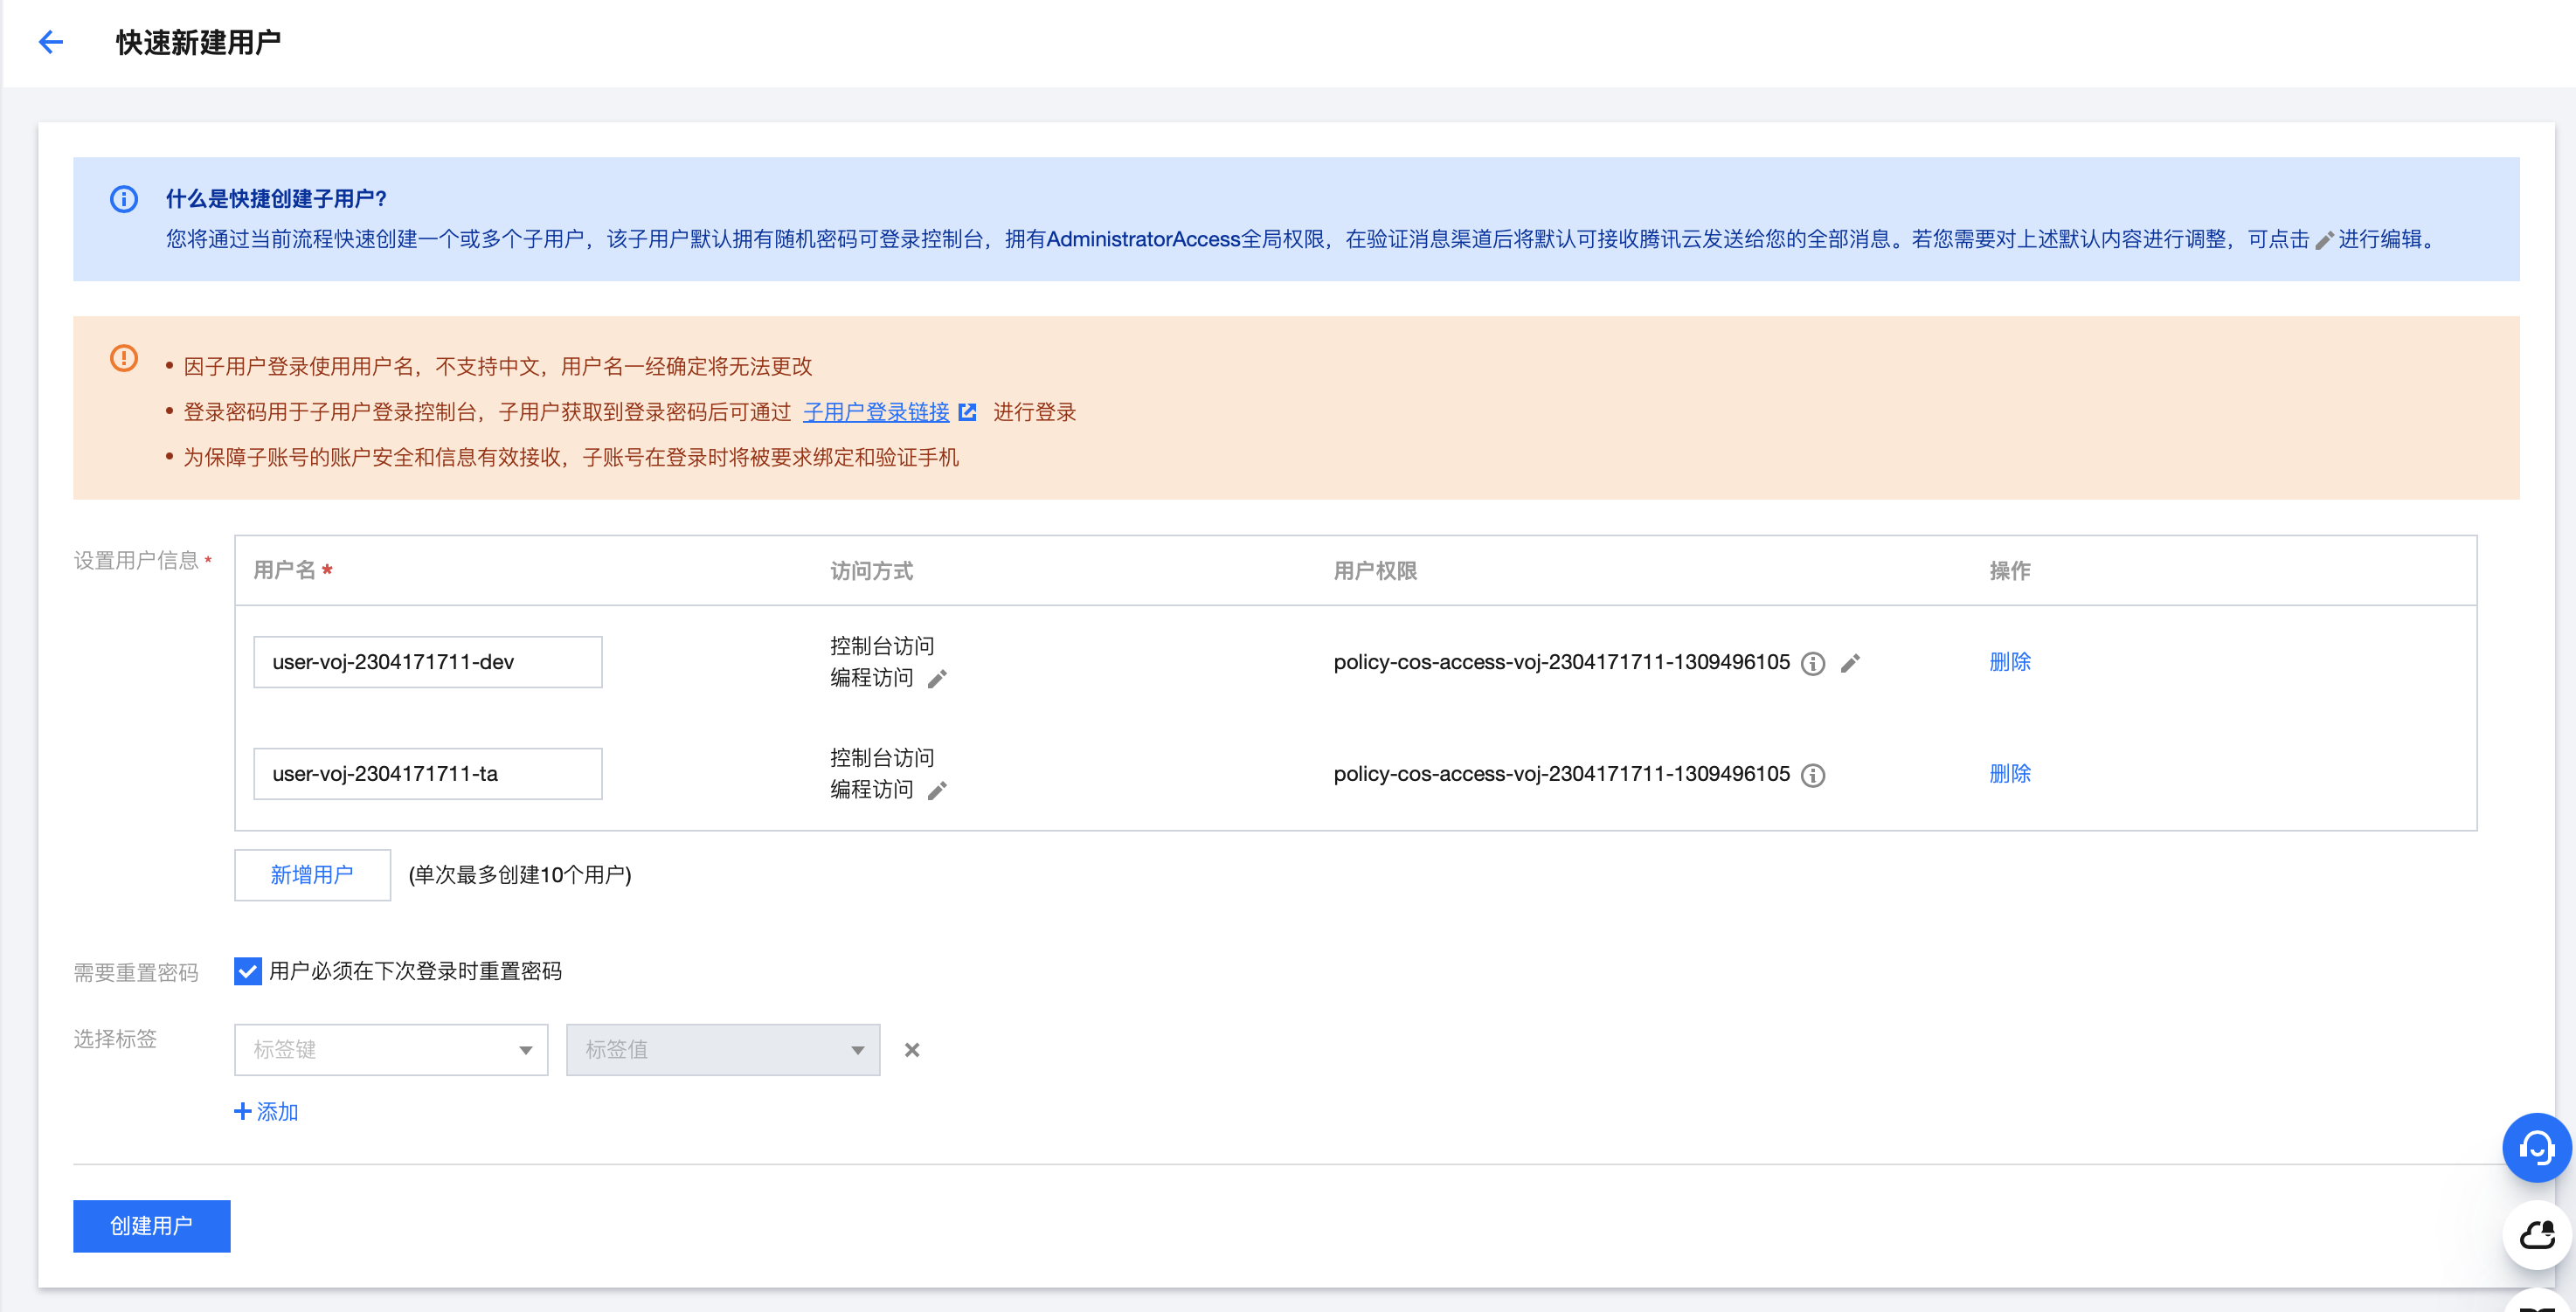 快速新建用户
什么是快捷创建子用户?
您将通过当前流程快速创建一个或多个子用户，该子用户默认拥有随机密码可登录控制台，拥有AdministratorAccess全局权限，在验证消息渠道后将默认可接收腾讯云发送给您的全部消息。若您需要对上述默认内容进行调整，可点击 进行编辑。
• 因子用户登录使用用户名，不支持中文，用户名一经确定将无法更改
• 登录密码用于子用户登录控制台，子用户获取到登录密码后可通过 子用户登录链接 进行登录
• 为保障子账号的账户安全和信息有效接收，子账号在登录时将被要求绑定和验证手机
设置用户信息 *
用户名 * 访问方式 用户权限 操作
user-voj-2304171711-dev 控制台访问 编程访问 policy-cos-access-voj-2304171711-1309496105 删除
user-voj-2304171711-ta 控制台访问 编程访问 policy-cos-access-voj-2304171711-1309496105 删除
新增用户 (单次最多创建10个用户)
需要重置密码 用户必须在下次登录时重置密码
选择标签 标签键 标签值
添加
创建用户